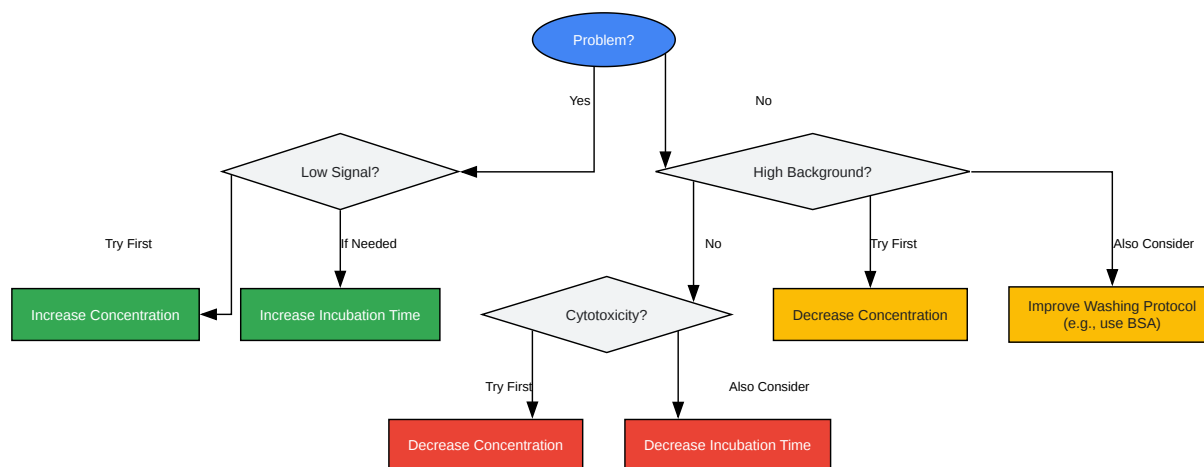 Problem?
Yes
No
Low Signal?
High Background?
Try First
If Needed
No
Try First
Also Consider
Increase Concentration
Increase Incubation Time
Cytotoxicity?
Decrease Concentration
Improve Washing Protocol
(e.g., use BSA)
Try First
Also Consider
Decrease Concentration
Decrease Incubation Time